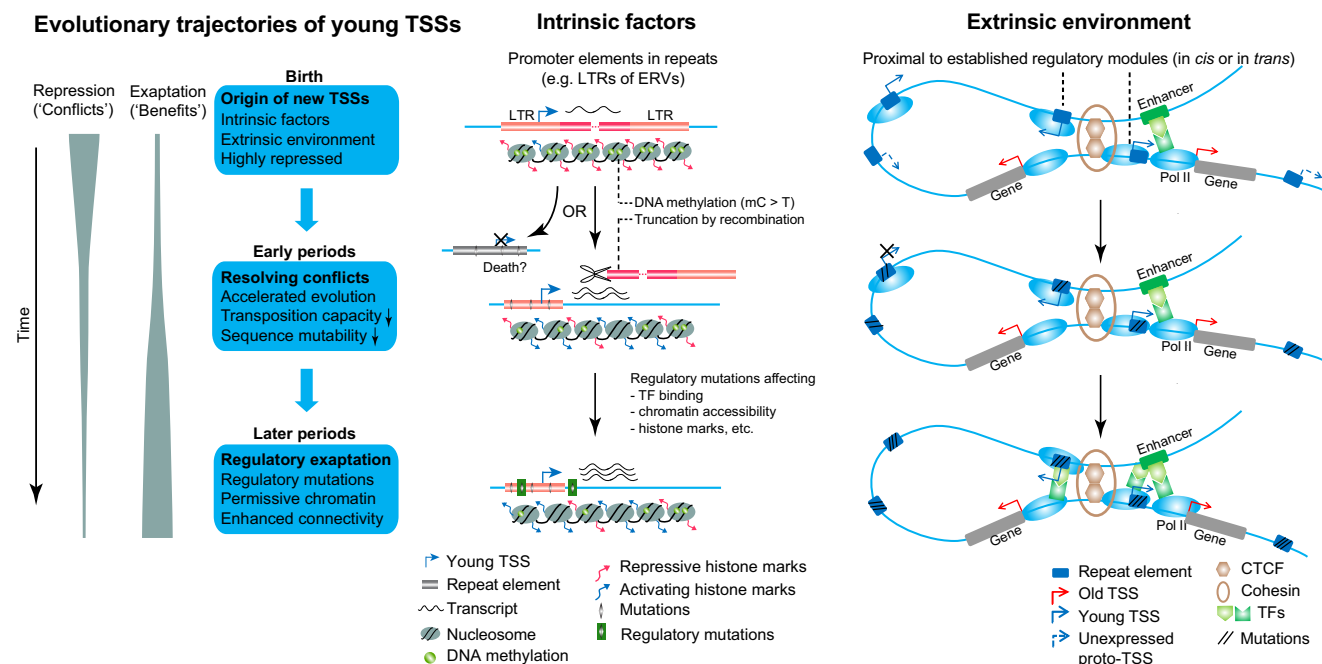 Evolutionary trajectories of young TSSs
Repression
('Conflicts')
Exaptation
('Benefits')
Time
Birth
Origin of new TSSs
Intrinsic factors
Extrinsic environment
Highly repressed
Early periods
Resolving conflicts
Accelerated evolution
Transposition capacity
Sequence mutability
Later periods
Regulatory exaptation
Regulatory mutations
Permissive chromatin
Enhanced connectivity
Intrinsic factors
Promoter elements in repeats
(e.g. LTRs of ERVs)
LTR
LTR
OR
DNA methylation (mC > T)
Truncation by recombination
Death?
Regulatory mutations affecting
- TF binding
- chromatin accessibility
- histone marks, etc.
Young TSS
Repeat element
Transcript
Nucleosome
DNA methylation
Repressive histone marks
Activating histone marks
Mutations
Regulatory mutations
Extrinsic environment
Proximal to established regulatory modules (in cis or in trans)
Enhancer
Gene
Pol II
Gene
Enhancer
Gene
Pol II
Gene
Enhancer
Gene
Pol II
Gene
Repeat element
Old TSS
Young TSS
Unexpressed
proto-TSS
CTCF
Cohesin
TFs
Mutations